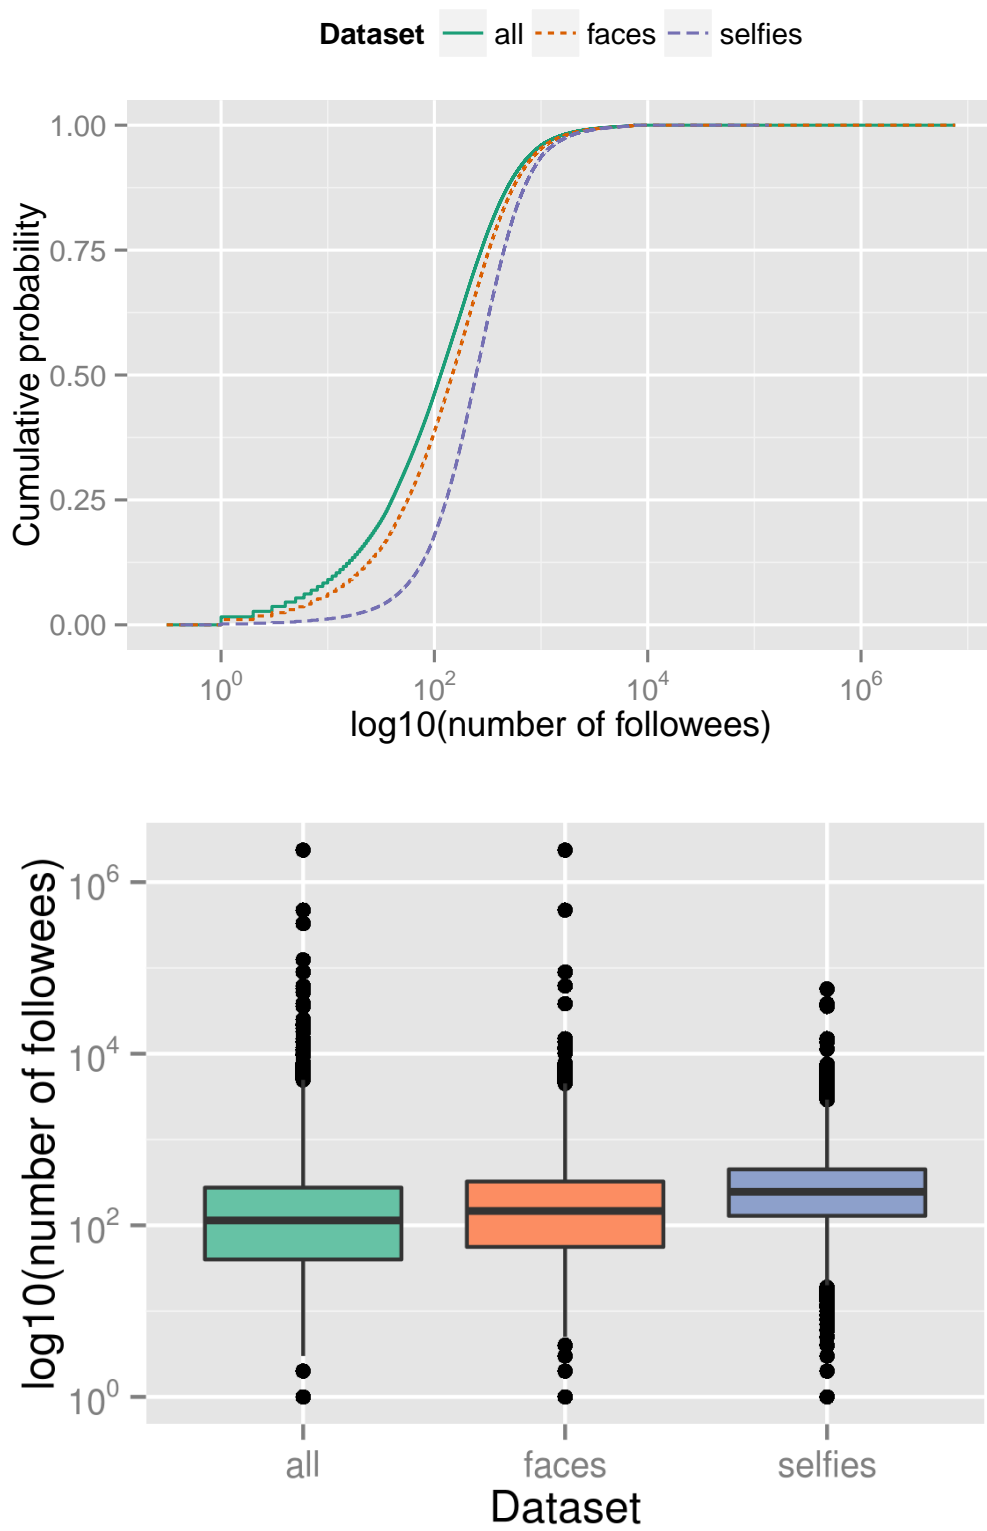 Dataset all faces selfies
Cumulative probability
1.00
0.75
0.50
0.25
0.00
10^0 10^2 10^4 10^6
log10(number of followees)
log10(number of followees)
10^6
10^4
10^2
10^0
all faces selfies
Dataset